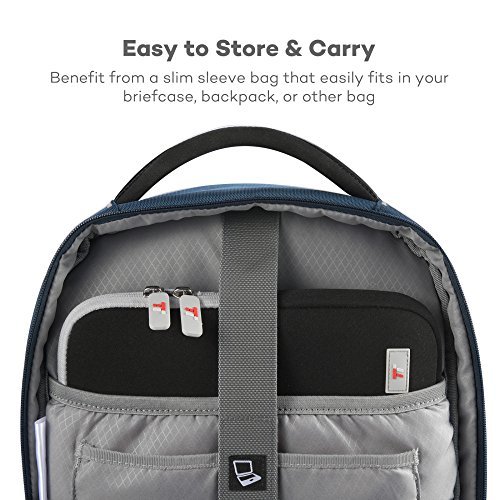 Easy to Store & Carry
Benefit from a slim sleeve bag that easily fits in your
briefcase, backpack, or other bag